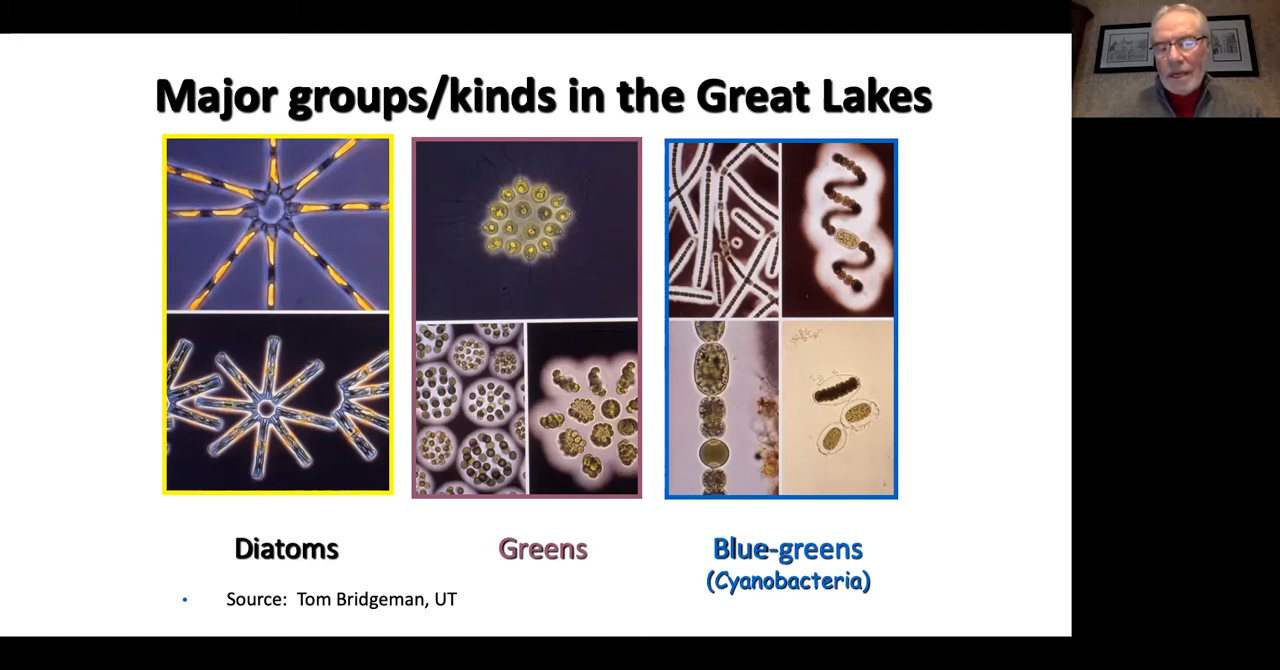 Major groups/kinds in the Great Lakes
Diatoms
Greens
Blue-greens
(Cyanobacteria)
• Source: Tom Bridgeman, UT